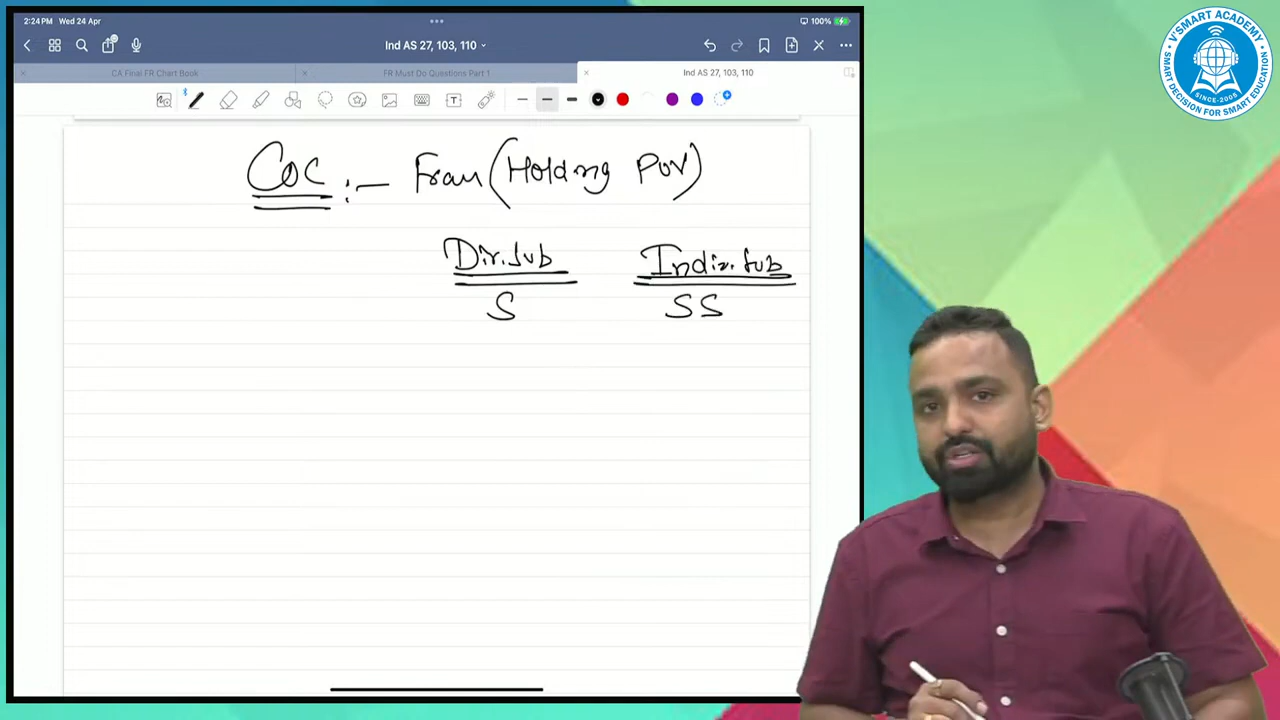 2:24 PM Wed 24 Apr
100%
Ind AS 27, 103, 110
CA Final FR Chart Book
FR Must Do Questions Part 1
Ind AS 27, 103, 110
CoC :- From (Holding POV)
Dir. Sub Indir. Sub
S SS
V'SMART ACADEMY
SMART DECISION FOR SMART EDUCATION
SINCE-2005